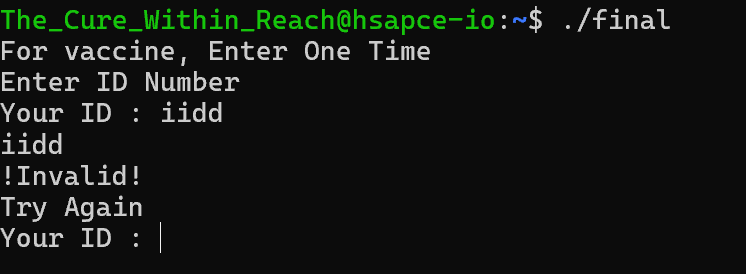 The_Cure_Within_Reach@hsapce-io:~$ ./final
For vaccine, Enter One Time
Enter ID Number
Your ID : iidd
iidd
!Invalid!
Try Again
Your ID :